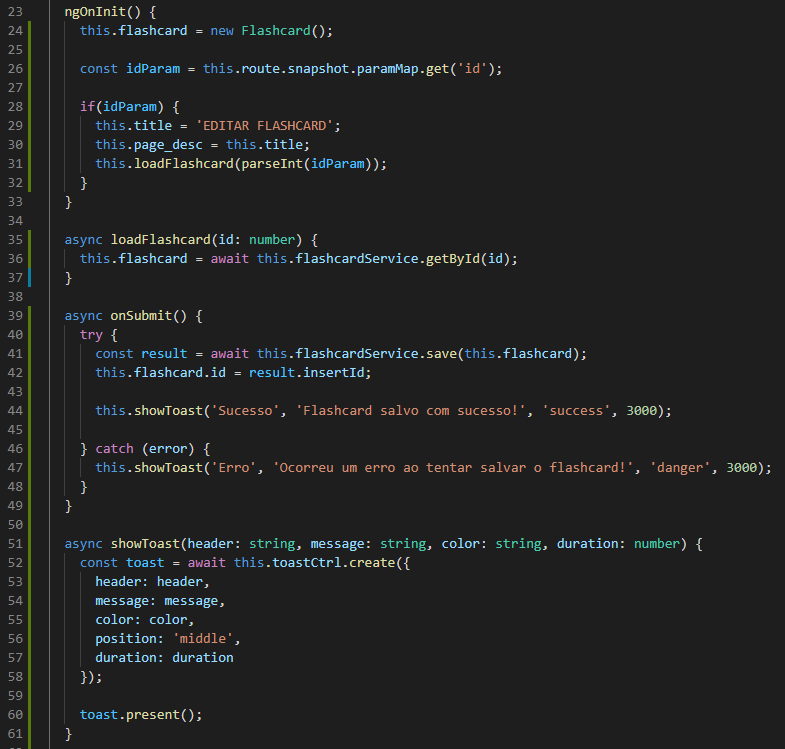 23 ngOnInit() {
24 this.flashcard = new Flashcard();
25
26 const idParam = this.route.snapshot.paramMap.get('id');
27
28 if(idParam) {
29 this.title = 'EDITAR FLASHCARD';
30 this.page_desc = this.title;
31 this.loadFlashcard(parseInt(idParam));
32 }
33 }
34
35 async loadFlashcard(id: number) {
36 this.flashcard = await this.flashcardService.getById(id);
37 }
38
39 async onSubmit() {
40 try {
41 const result = await this.flashcardService.save(this.flashcard);
42 this.flashcard.id = result.insertId;
43
44 this.showToast('Sucesso', 'Flashcard salvo com sucesso!', 'success', 3000);
45
46 } catch (error) {
47 this.showToast('Erro', 'Ocorreu um erro ao tentar salvar o flashcard!', 'danger', 3000);
48 }
49 }
50
51 async showToast(header: string, message: string, color: string, duration: number) {
52 const toast = await this.toastCtrl.create({
53 header: header,
54 message: message,
55 color: color,
56 position: 'middle',
57 duration: duration
58 });
59
60 toast.present();
61 }